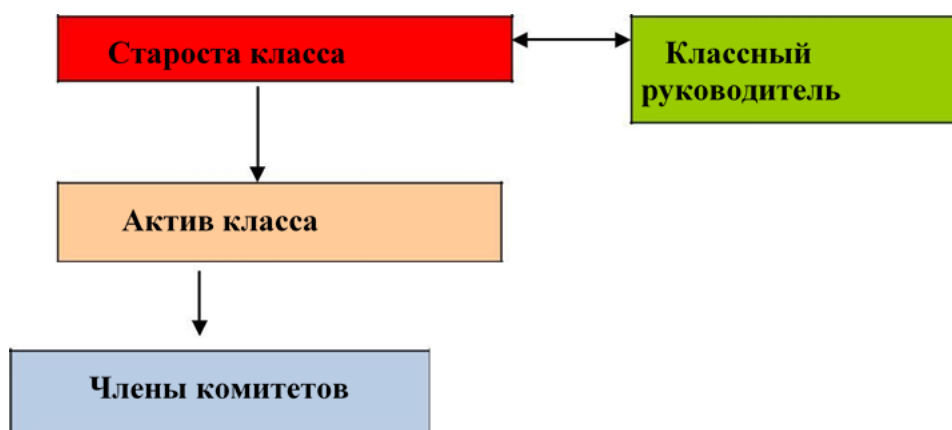 Староста класса
Классный
руководитель
Актив класса
Члены комитетов